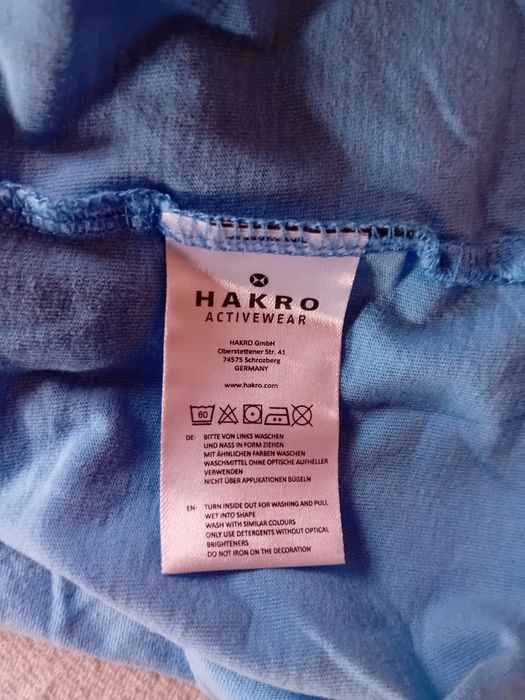 HAKRO
ACTIVEWEAR
HAKRO GmbH
Oberstettener Str. 41
74575 Schrozberg
GERMANY
www.hakro.com
60
DE: BITTE VON LINKS WASCHEN
UND NASS IN FORM ZIEHEN
MIT ÄHNLICHEN FARBEN WASCHEN
WASCHMITTEL OHNE OPTISCHE AUFHELLER
VERWENDEN
NICHT ÜBER APPLIKATIONEN BÜGELN
EN: TURN INSIDE OUT FOR WASHING AND PULL
WET INTO SHAPE
WASH WITH SIMILAR COLOURS
ONLY USE DETERGENTS WITHOUT OPTICAL
BRIGHTENERS
DO NOT IRON ON THE DECORATION